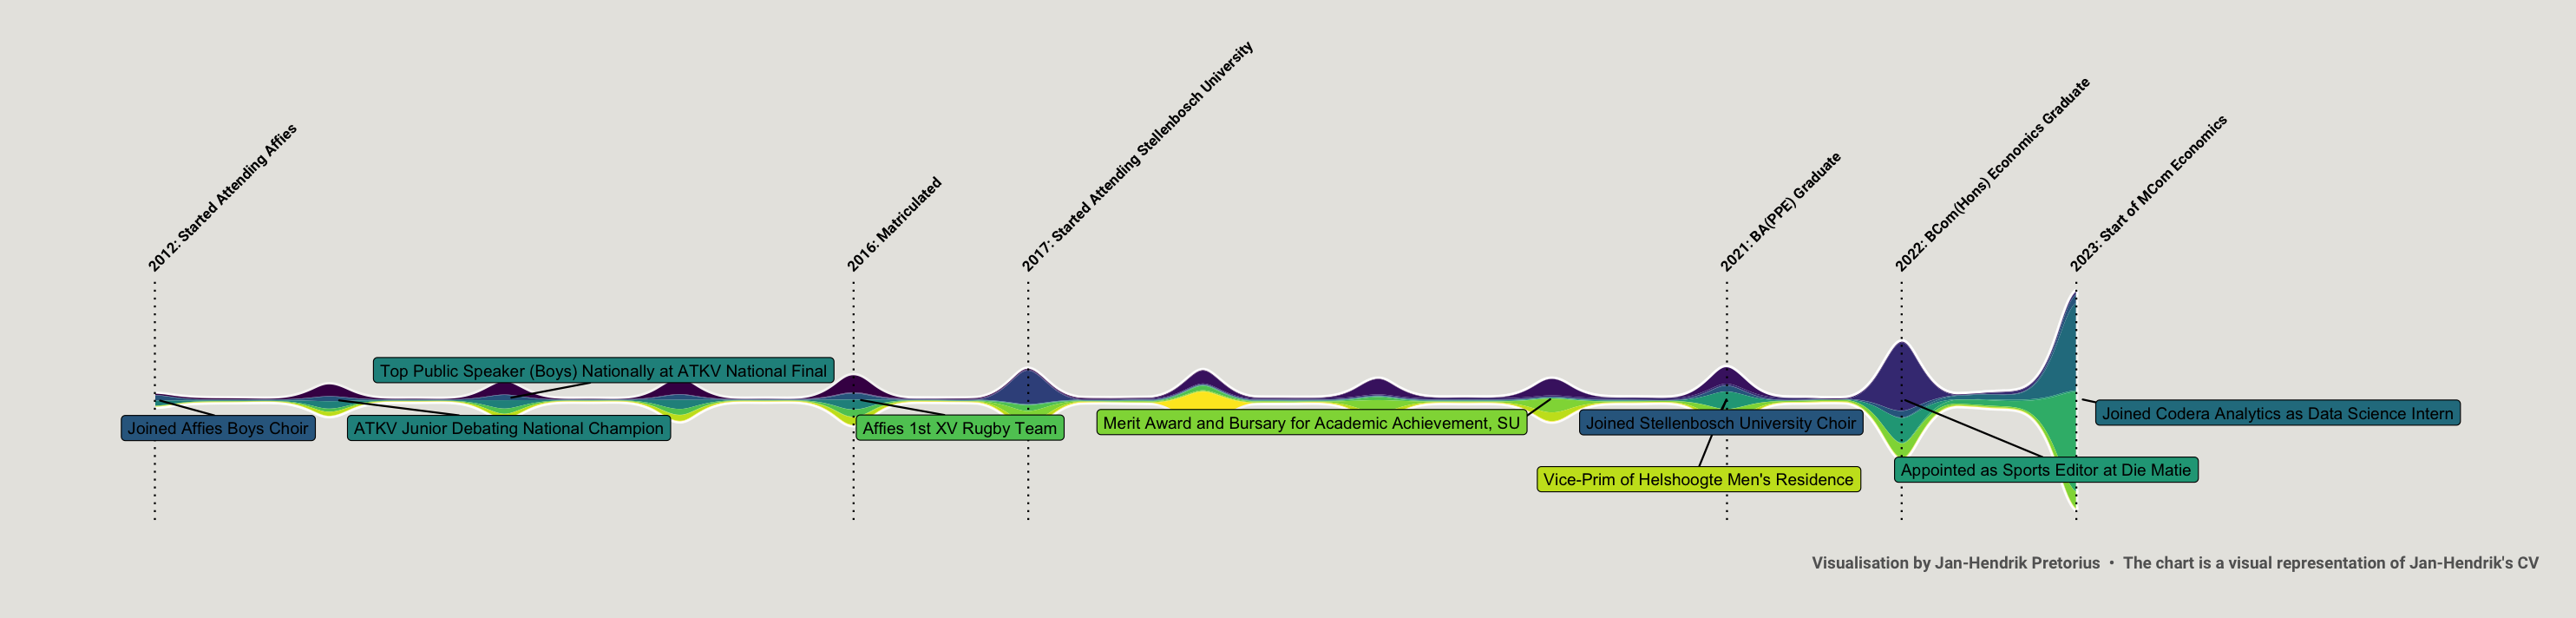 2012: Started Attending Affies
2016: Matriculated
2017: Started Attending Stellenbosch University
2021: BA(PPE) Graduate
2022: BCom(Hons) Economics Graduate
2023: Start of MCom Economics
Top Public Speaker (Boys) Nationally at ATKV National Final
Joined Affies Boys Choir
ATKV Junior Debating National Champion
Affies 1st XV Rugby Team
Merit Award and Bursary for Academic Achievement, SU
Joined Stellenbosch University Choir
Joined Codera Analytics as Data Science Intern
Vice-Prim of Helshoogte Men's Residence
Appointed as Sports Editor at Die Matie
Visualisation by Jan-Hendrik Pretorius • The chart is a visual representation of Jan-Hendrik's CV